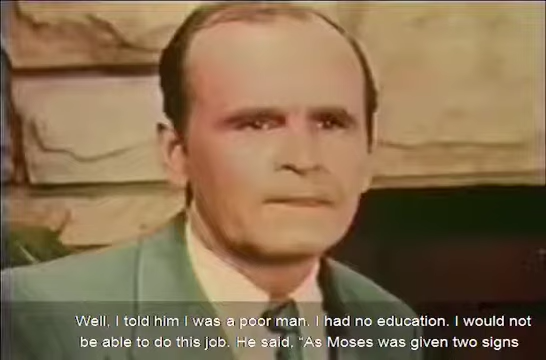 Well, I told him I was a poor man. I had no education. I would not
be able to do this job. He said, "As Moses was given two signs